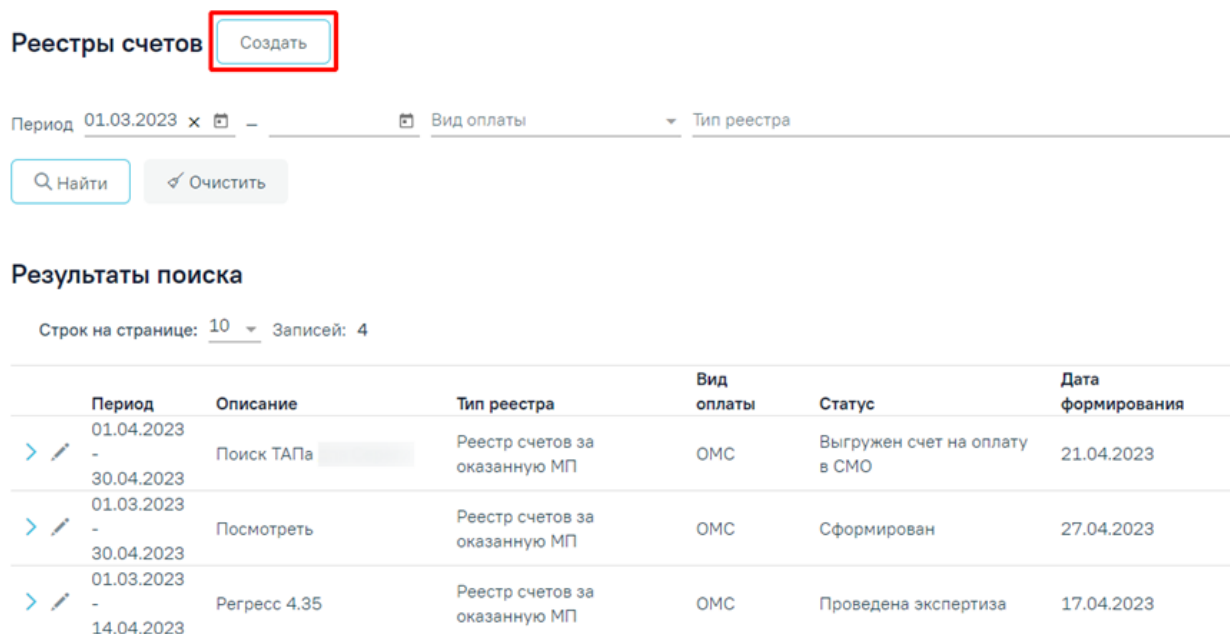 Реестры счетов Создать
Период 01.03.2023 × – Вид оплаты Тип реестра
Найти Очистить
Результаты поиска
Строк на странице: 10 Записей: 4
Период Описание Тип реестра Вид оплаты Статус Дата формирования
01.04.2023 - 30.04.2023 Поиск ТАПа Реестр счетов за оказанную МП ОМС Выгружен счет на оплату в СМО 21.04.2023
01.03.2023 - 30.04.2023 Посмотреть Реестр счетов за оказанную МП ОМС Сформирован 27.04.2023
01.03.2023 - 14.04.2023 Регресс 4.35 Реестр счетов за оказанную МП ОМС Проведена экспертиза 17.04.2023